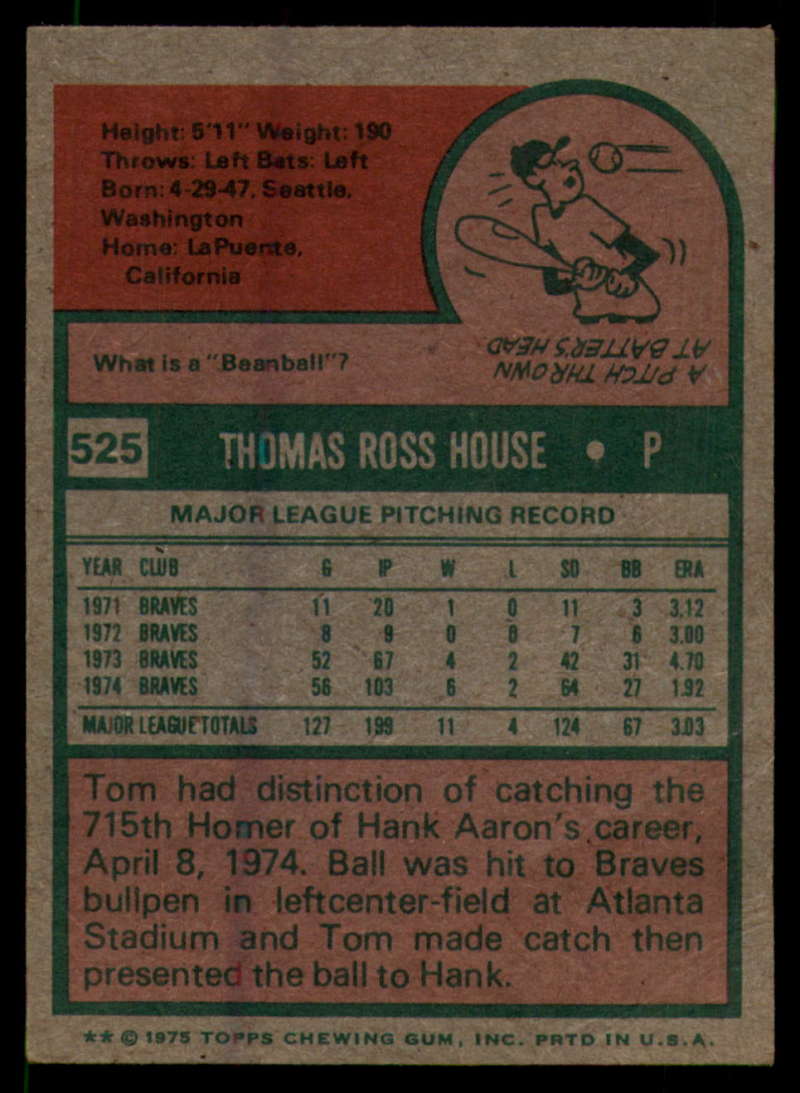 Height: 5'11" Weight: 190
Throws: Left Bats: Left
Born: 4-29-47, Seattle,
Washington
Home: LaPuente,
California
What is a "Beanball"?
A PITCH THROWN
AT BATTER'S HEAD
525 THOMAS ROSS HOUSE • P
MAJOR LEAGUE PITCHING RECORD
YEAR CLUB G IP W L SO BB ERA
1971 BRAVES 11 20 1 0 11 3 3.12
1972 BRAVES 8 9 0 0 7 6 3.00
1973 BRAVES 52 67 4 2 42 31 4.70
1974 BRAVES 56 103 6 2 64 27 1.92
MAJOR LEAGUE TOTALS 127 199 11 4 124 67 3.03
Tom had distinction of catching the
715th Homer of Hank Aaron's career,
April 8, 1974. Ball was hit to Braves
bullpen in leftcenter-field at Atlanta
Stadium and Tom made catch then
presented the ball to Hank.
** © 1975 TOPPS CHEWING GUM, INC. PRTD IN U.S.A.